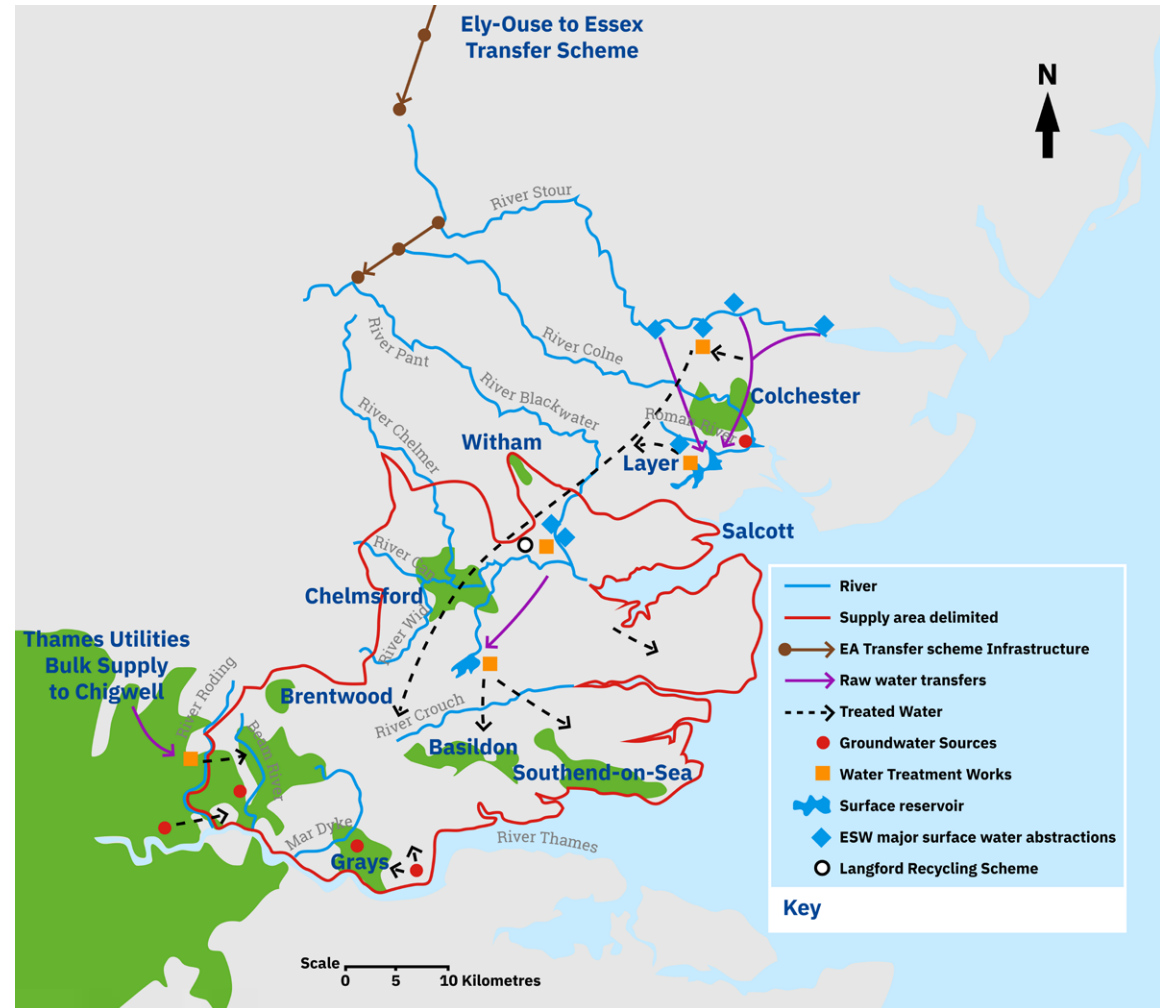 Ely-Ouse to Essex
Transfer Scheme
N
River Stour
River Pant
River Colne
River Blackwater
River Chelmer
Colchester
Roman River
Witham
Layer
Salcott
River Can
Chelmsford
River Wid
Thames Utilities
Bulk Supply
to Chigwell
River Roding
Brentwood
River Crouch
Beam River
Basildon
Southend-on-Sea
Mar Dyke
Grays
River Thames
River
Supply area delimited
EA Transfer scheme Infrastructure
Raw water transfers
Treated Water
Groundwater Sources
Water Treatment Works
Surface reservoir
ESW major surface water abstractions
Langford Recycling Scheme
Key
Scale
0 5 10 Kilometres